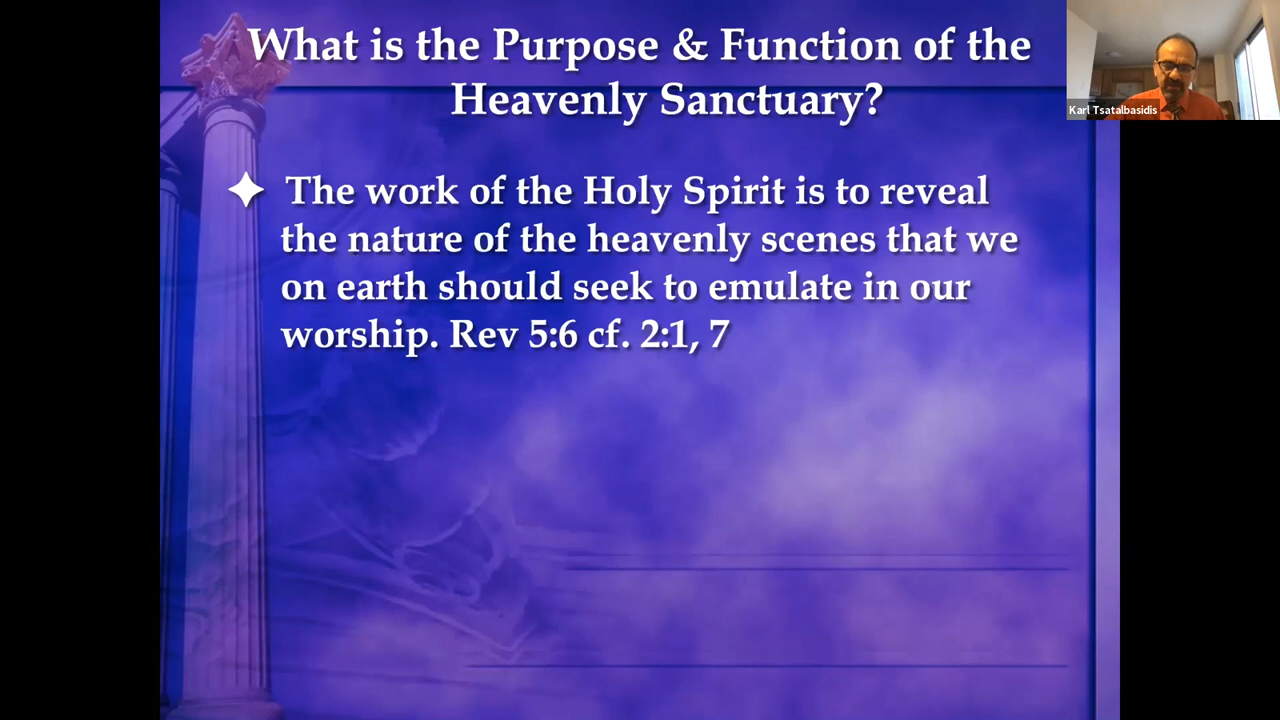 What is the Purpose & Function of the
Heavenly Sanctuary?
Karl Tsatalbasidis
The work of the Holy Spirit is to reveal
the nature of the heavenly scenes that we
on earth should seek to emulate in our
worship. Rev 5:6 cf. 2:1, 7